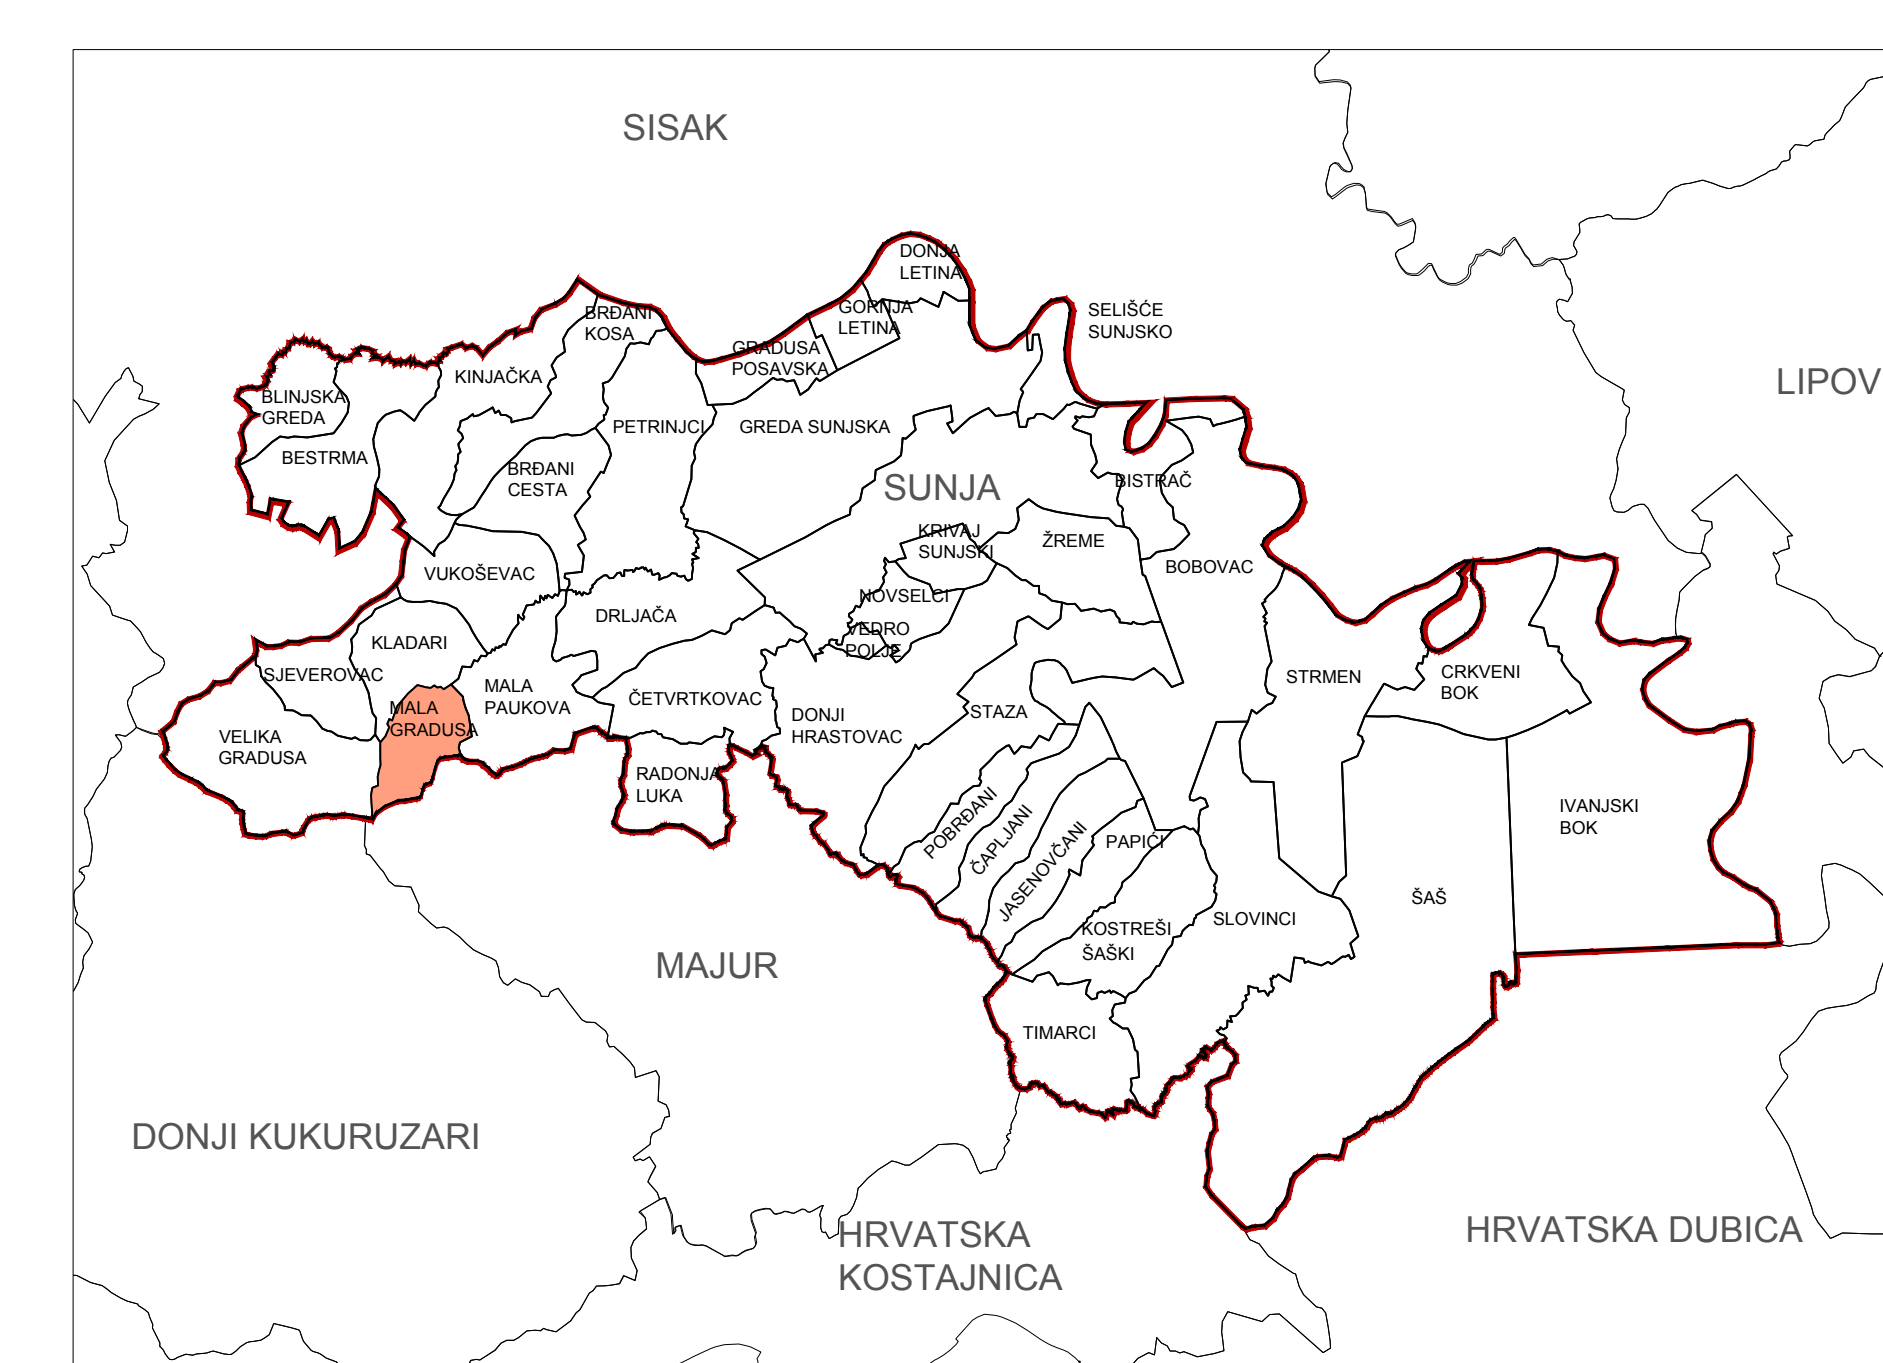 SISAK
DONJA
LETINA
SELIŠĆE
SUNJSKO
GORNJA
LETINA
BRĐANI
KOSA
GRADUSA
POSAVSKA
KINJAČKA
LIPOV
BLINJSKA
GREDA
PETRINJCI
GREDA SUNJSKA
BESTRMA
BRĐANI
CESTA
SUNJA
BISTRAČ
KRIVAJ
SUNJSKI
ŽREME
BOBOVAC
VUKOŠEVAC
NOVSELCI
DRLJAČA
VEDRO
POLJE
KLADARI
SJEVEROVAC
STRMEN
CRKVENI
BOK
MALA
PAUKOVA
ČETVRTKOVAC
MALA
GRADUSA
STAZA
DONJI
HRASTOVAC
VELIKA
GRADUSA
RADONJA
LUKA
IVANJSKI
BOK
POBRĐANI
ČAPLJANI
JASENOVČANI
PAPIĆI
ŠAŠ
SLOVINCI
KOSTREŠI
ŠAŠKI
MAJUR
TIMARCI
DONJI KUKURUZARI
HRVATSKA
KOSTAJNICA
HRVATSKA DUBICA